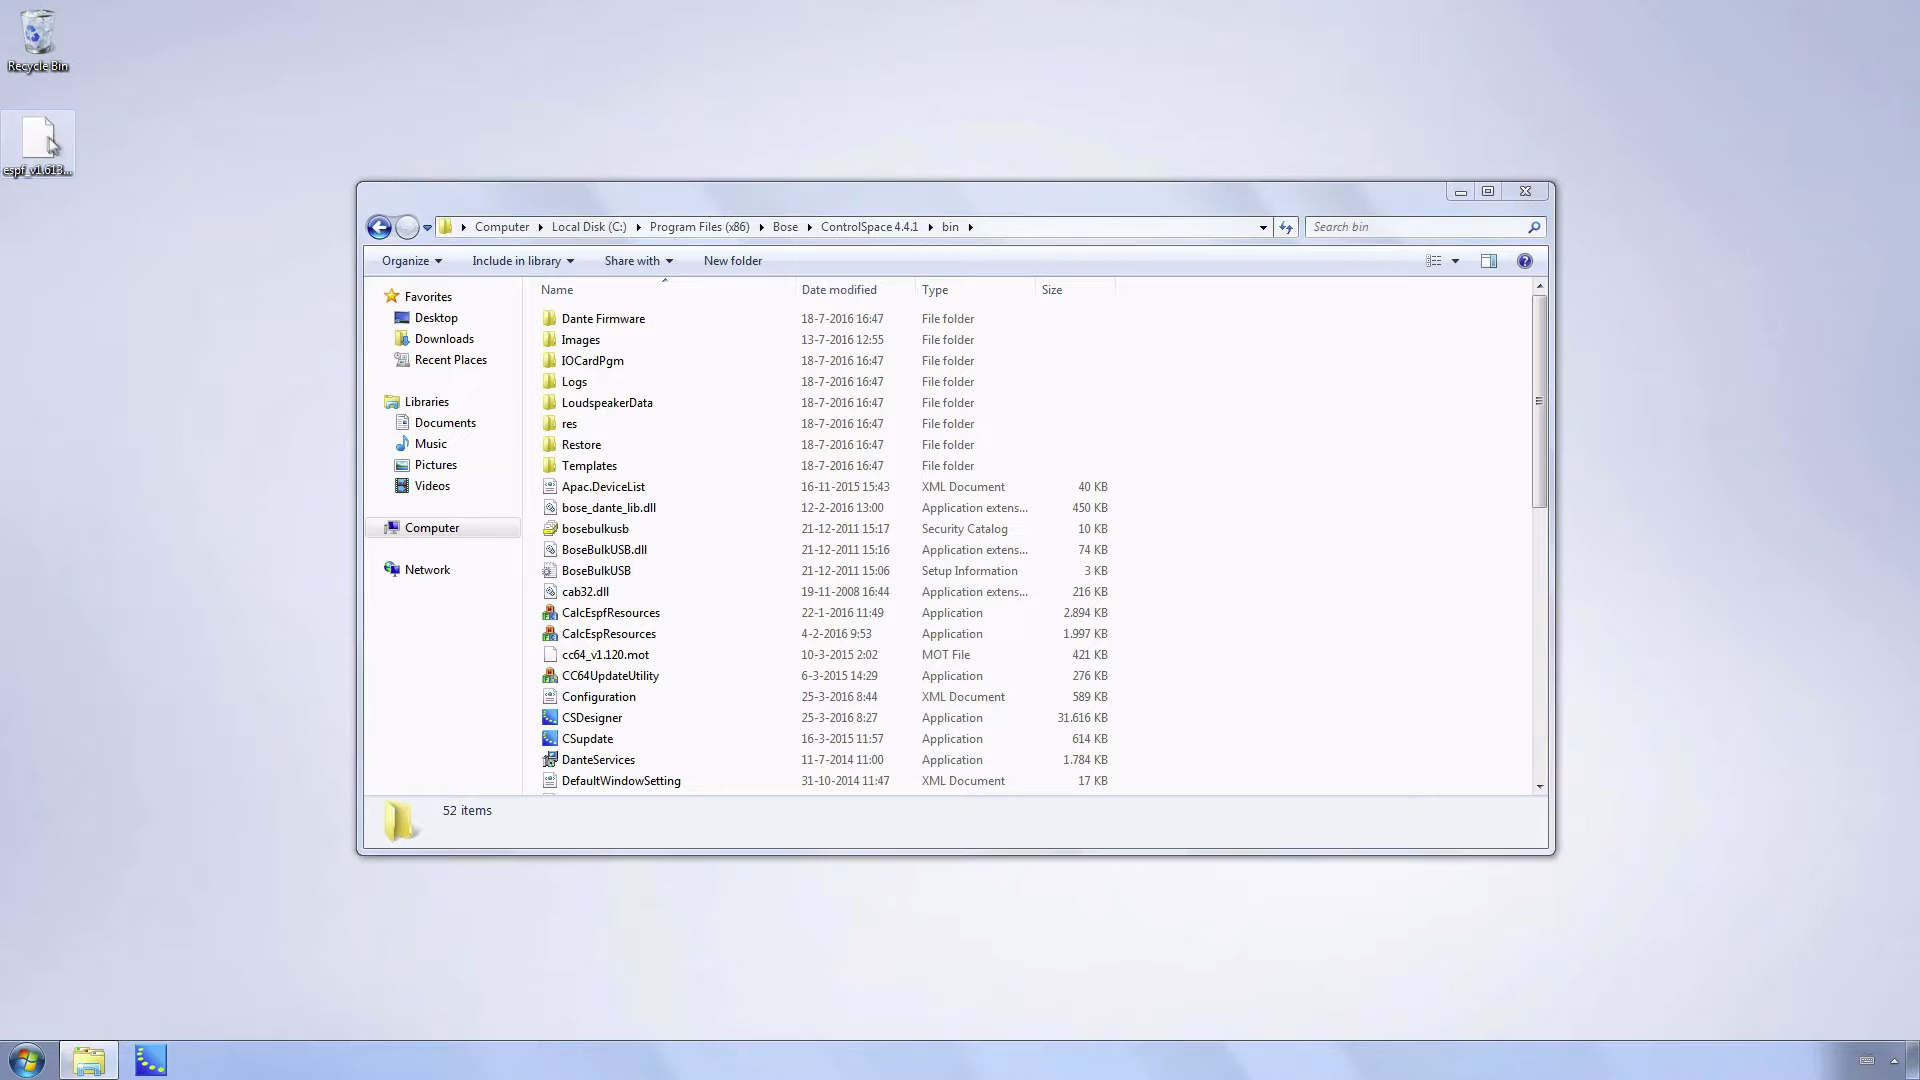 Recycle Bin
espf_v1.613...
Computer Local Disk (C:) Program Files (x86) Bose ControlSpace 4.4.1 bin
Search bin
Organize Include in library Share with New folder
Name Date modified Type Size
Favorites
Desktop
Downloads
Recent Places
Libraries
Documents
Music
Pictures
Videos
Computer
Network
Dante Firmware 18-7-2016 16:47 File folder
Images 13-7-2016 12:55 File folder
IOCardPgm 18-7-2016 16:47 File folder
Logs 18-7-2016 16:47 File folder
LoudspeakerData 18-7-2016 16:47 File folder
res 18-7-2016 16:47 File folder
Restore 18-7-2016 16:47 File folder
Templates 18-7-2016 16:47 File folder
Apac.DeviceList 16-11-2015 15:43 XML Document 40 KB
bose_dante_lib.dll 12-2-2016 13:00 Application extens... 450 KB
bosebulkusb 21-12-2011 15:17 Security Catalog 10 KB
BoseBulkUSB.dll 21-12-2011 15:16 Application extens... 74 KB
BoseBulkUSB 21-12-2011 15:06 Setup Information 3 KB
cab32.dll 19-11-2008 16:44 Application extens... 216 KB
CalcEspfResources 22-1-2016 11:49 Application 2.894 KB
CalcEspResources 4-2-2016 9:53 Application 1.997 KB
cc64_v1.120.mot 10-3-2015 2:02 MOT File 421 KB
CC64UpdateUtility 6-3-2015 14:29 Application 276 KB
Configuration 25-3-2016 8:44 XML Document 589 KB
CSDesigner 25-3-2016 8:27 Application 31.616 KB
CSupdate 16-3-2015 11:57 Application 614 KB
DanteServices 11-7-2014 11:00 Application 1.784 KB
DefaultWindowSetting 31-10-2014 11:47 XML Document 17 KB
52 items